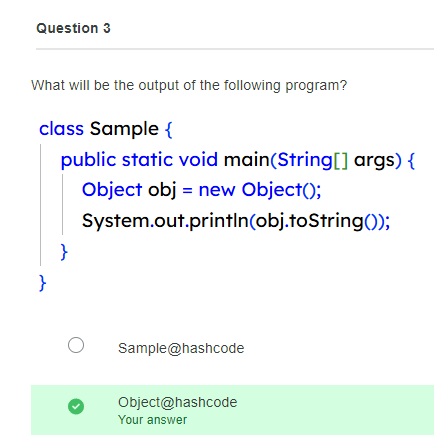 Question 3
What will be the output of the following program?
class Sample {
public static void main(String[] args) {
Object obj = new Object();
System.out.println(obj.toString());
}
}
Sample@hashcode
Object@hashcode
Your answer